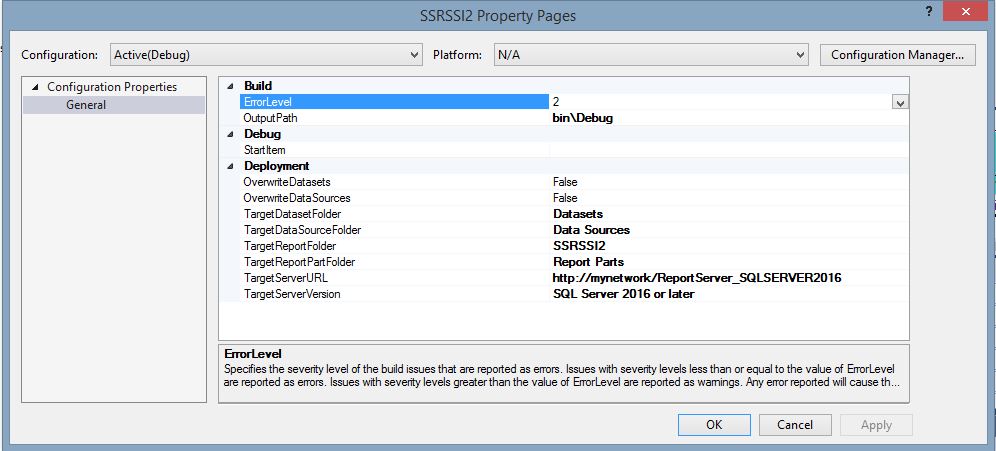 SSRSSI2 Property Pages
? ×
Configuration: Active(Debug) Platform: N/A Configuration Manager...
Configuration Properties
General
Build
ErrorLevel 2
OutputPath bin\Debug
Debug
StartItem
Deployment
OverwriteDatasets False
OverwriteDataSources False
TargetDatasetFolder Datasets
TargetDataSourceFolder Data Sources
TargetReportFolder SSRSSI2
TargetReportPartFolder Report Parts
TargetServerURL http://mynetwork/ReportServer_SQLSERVER2016
TargetServerVersion SQL Server 2016 or later
ErrorLevel
Specifies the severity level of the build issues that are reported as errors. Issues with severity levels less than or equal to the value of ErrorLevel
are reported as errors. Issues with severity levels greater than the value of ErrorLevel are reported as warnings. Any error reported will cause th...
OK Cancel Apply